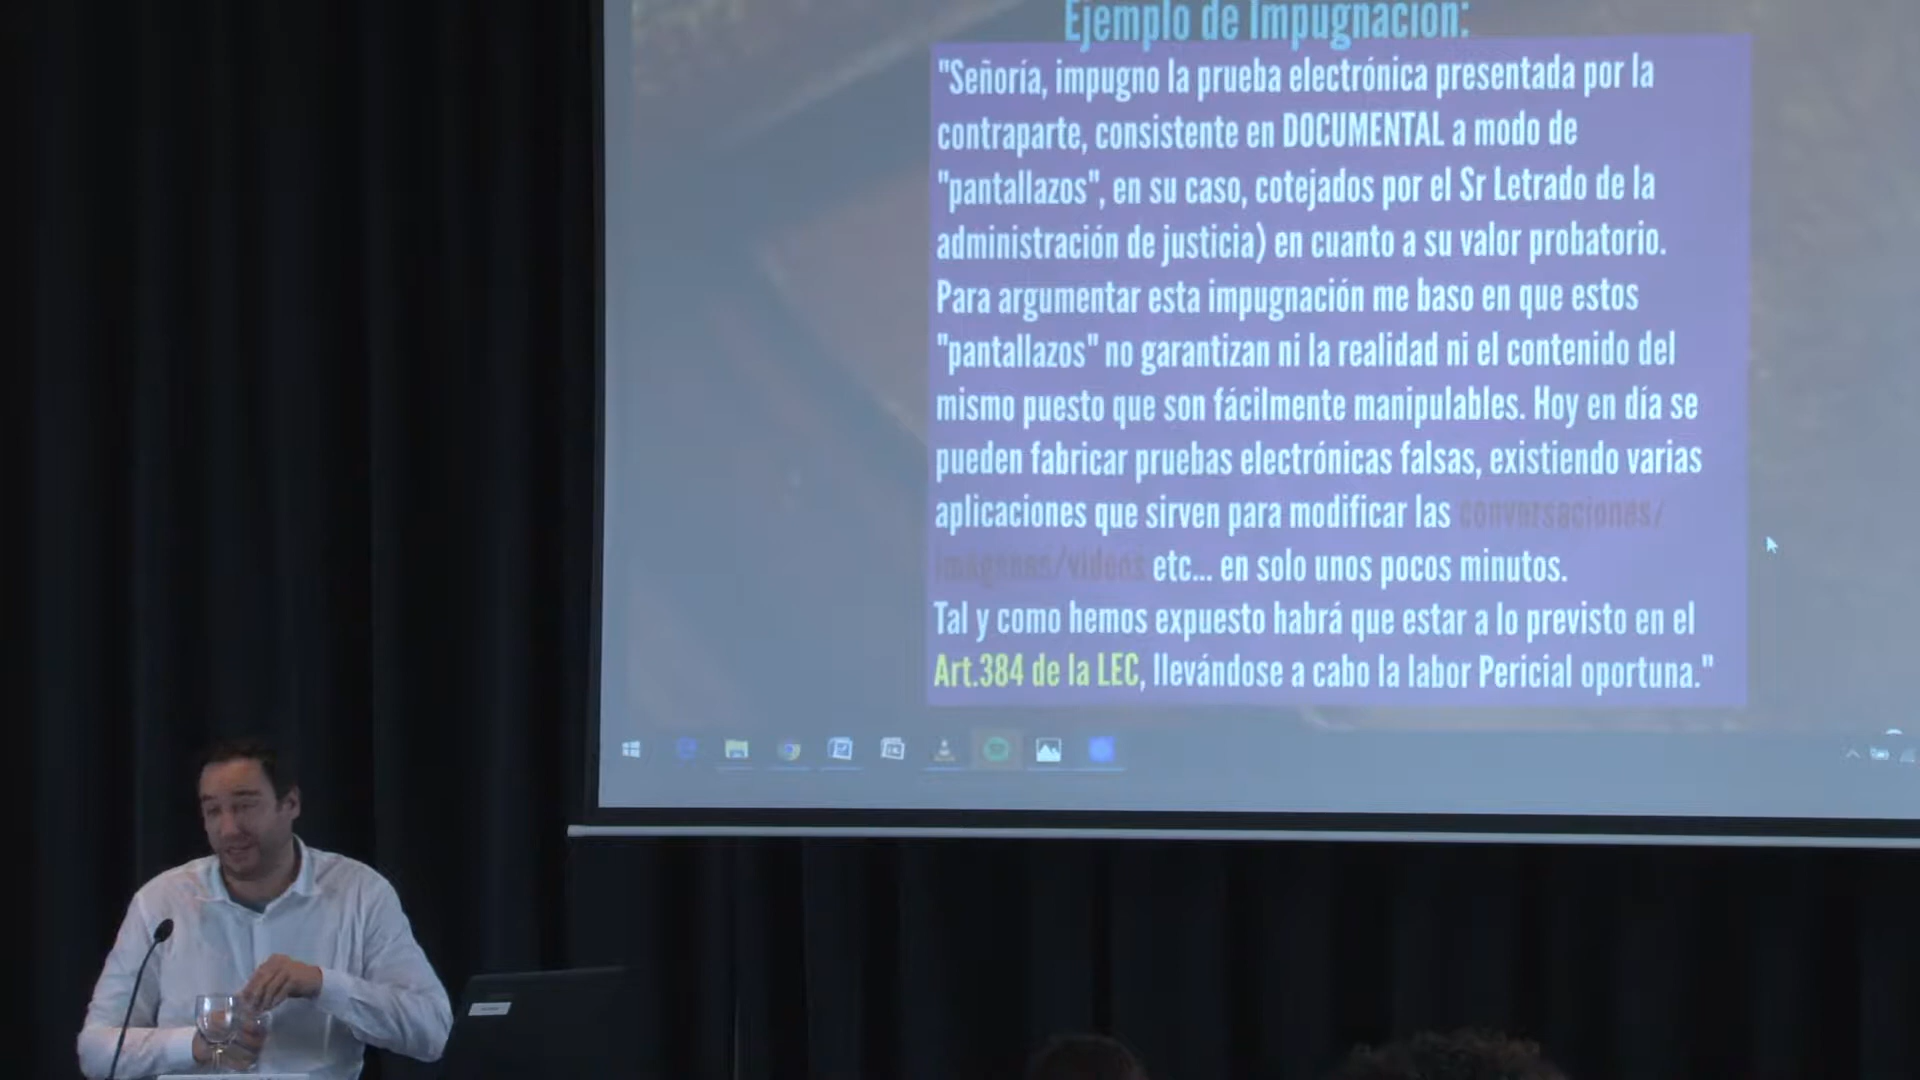 Ejemplo de Impugnación:
"Señoría, impugno la prueba electrónica presentada por la
contraparte, consistente en DOCUMENTAL a modo de
"pantallazos", en su caso, cotejados por el Sr Letrado de la
administración de justicia) en cuanto a su valor probatorio.
Para argumentar esta impugnación me baso en que estos
"pantallazos" no garantizan ni la realidad ni el contenido del
mismo puesto que son fácilmente manipulables. Hoy en día se
pueden fabricar pruebas electrónicas falsas, existiendo varias
aplicaciones que sirven para modificar las conversaciones/
imagenes/videos etc... en solo unos pocos minutos.
Tal y como hemos expuesto habrá que estar a lo previsto en el
Art.384 de la LEC, llevándose a cabo la labor Pericial oportuna."